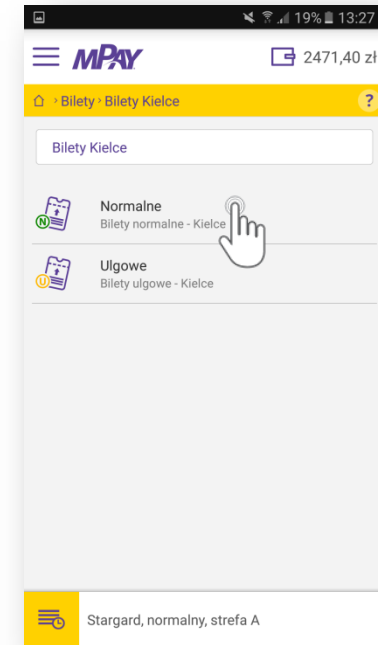 19% 13:27
mPAY 2471,40 zł
Bilety Bilety Kielce ?
Bilety Kielce
Normalne
N
Bilety normalne - Kielce
Ulgowe
U
Bilety ulgowe - Kielce
Stargard, normalny, strefa A